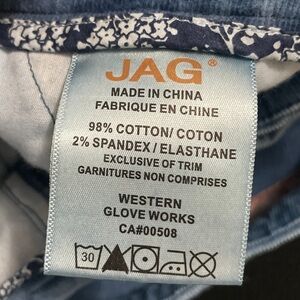 JAG®
MADE IN CHINA
FABRIQUE EN CHINE
98% COTTON/ COTON
2% SPANDEX / ELASTHANE
EXCLUSIVE OF TRIM
GARNITURES NON COMPRISES
WESTERN
GLOVE WORKS
CA#00508
30